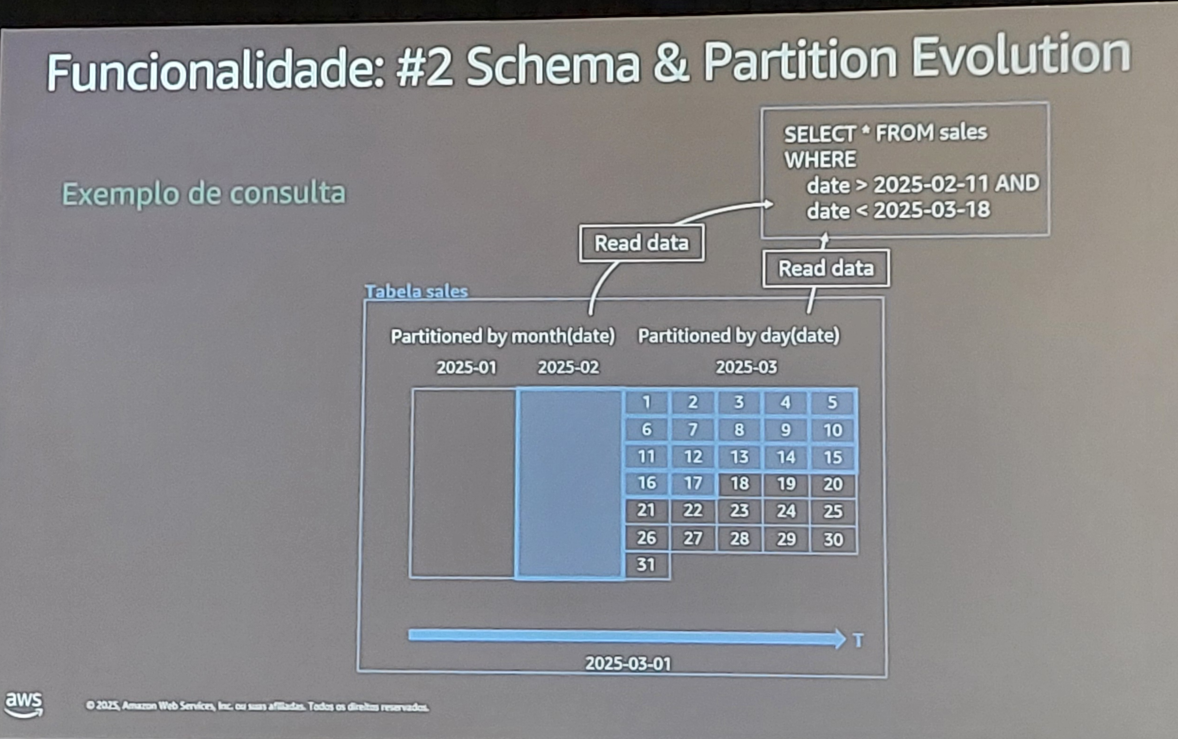 Funcionalidade: #2 Schema & Partition Evolution
Exemplo de consulta
SELECT * FROM sales
WHERE
date > 2025-02-11 AND
date < 2025-03-18
Read data
Read data
Tabela sales
Partitioned by month(date)
Partitioned by day(date)
2025-01
2025-02
2025-03
1 2 3 4 5
6 7 8 9 10
11 12 13 14 15
16 17 18 19 20
21 22 23 24 25
26 27 28 29 30
31
T
2025-03-01
aws
© 2025, Amazon Web Services, Inc. ou suas afiliadas. Todos os direitos reservados.